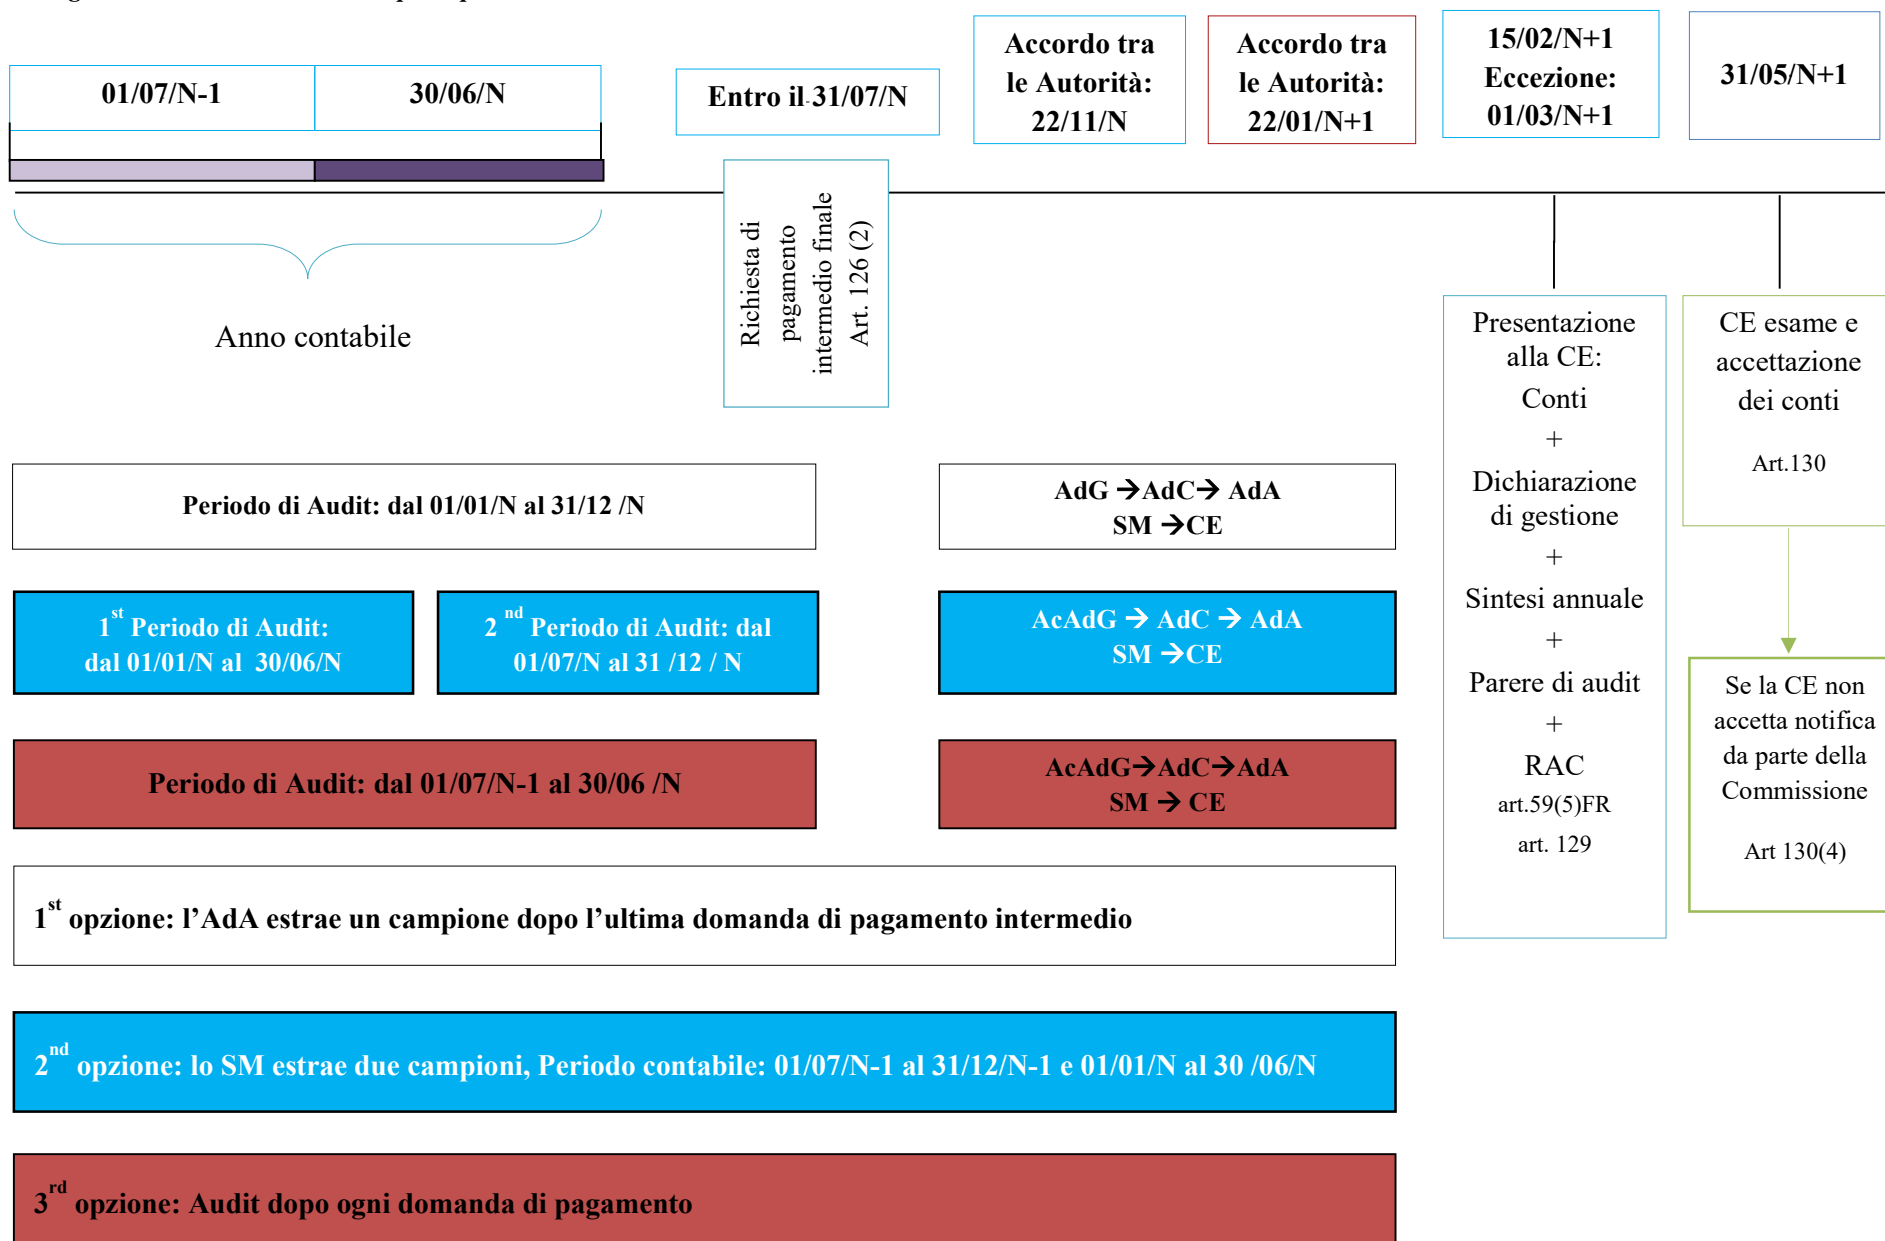 01/07/N-1
30/06/N
Entro il 31/07/N
Accordo tra
le Autorità:
22/11/N
Accordo tra
le Autorità:
22/01/N+1
15/02/N+1
Eccezione:
01/03/N+1
31/05/N+1
Anno contabile
Richiesta di
pagamento
intermedio finale
Art. 126 (2)
Presentazione
alla CE:
Conti
+
Dichiarazione
di gestione
+
Sintesi annuale
+
Parere di audit
+
RAC
art.59(5)FR
art. 129
CE esame e
accettazione
dei conti
Art.130
Se la CE non
accetta notifica
da parte della
Commissione
Art 130(4)
Periodo di Audit: dal 01/01/N al 31/12 /N
AdG →AdC→ AdA
SM →CE
1st Periodo di Audit:
dal 01/01/N al 30/06/N
2 nd Periodo di Audit: dal
01/07/N al 31 /12 / N
AcAdG → AdC → AdA
SM →CE
Periodo di Audit: dal 01/07/N-1 al 30/06 /N
AcAdG→AdC→AdA
SM → CE
1st opzione: l’AdA estrae un campione dopo l’ultima domanda di pagamento intermedio
2nd opzione: lo SM estrae due campioni, Periodo contabile: 01/07/N-1 al 31/12/N-1 e 01/01/N al 30 /06/N
3rd opzione: Audit dopo ogni domanda di pagamento